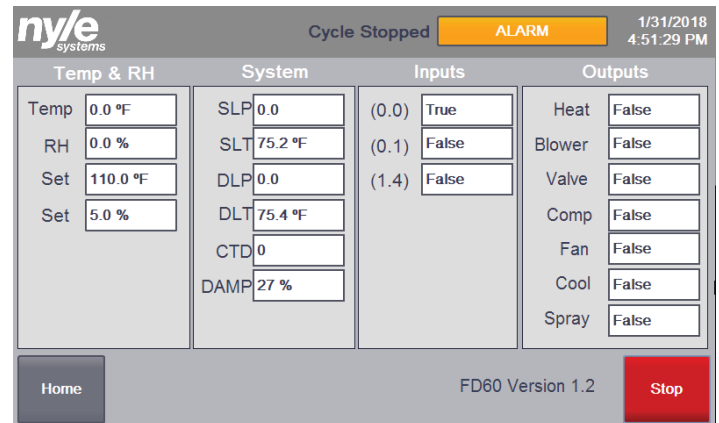 nyle systems
Cycle Stopped ALARM 1/31/2018
4:51:29 PM
Temp & RH System Inputs Outputs
Temp 0.0 ºF SLP 0.0 (0.0) True Heat False
RH 0.0 % SLT 75.2 ºF (0.1) False Blower False
Set 110.0 ºF DLP 0.0 (1.4) False Valve False
Set 5.0 % DLT 75.4 ºF Comp False
CTD 0 Fan False
DAMP 27 % Cool False
Spray False
Home FD60 Version 1.2 Stop